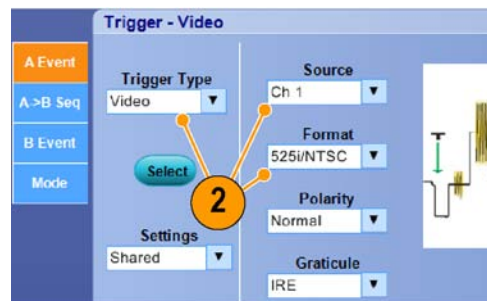 Trigger - Video
A Event
A->B Seq
B Event
Mode
Trigger Type
Video
Select
Settings
Shared
Source
Ch 1
Format
525i/NTSC
Polarity
Normal
Graticule
IRE
2